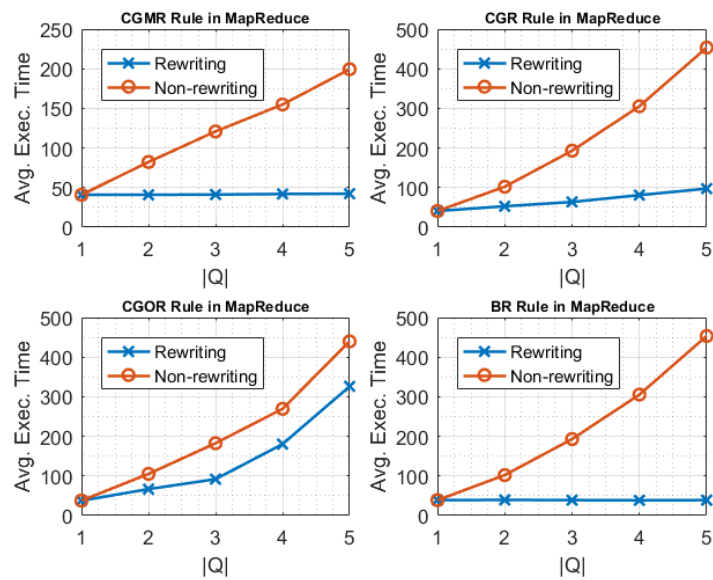 CGMR Rule in MapReduce
250
200
150
100
50
0
Avg. Exec. Time
Rewriting
Non-rewriting
1 2 3 4 5
|Q|
CGR Rule in MapReduce
500
400
300
200
100
0
Avg. Exec. Time
Rewriting
Non-rewriting
1 2 3 4 5
|Q|
CGOR Rule in MapReduce
500
400
300
200
100
0
Avg. Exec. Time
Rewriting
Non-rewriting
1 2 3 4 5
|Q|
BR Rule in MapReduce
500
400
300
200
100
0
Avg. Exec. Time
Rewriting
Non-rewriting
1 2 3 4 5
|Q|